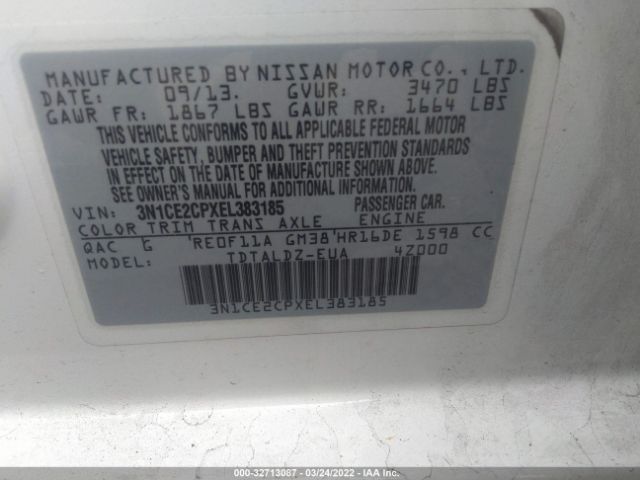 MANUFACTURED BY NISSAN MOTOR CO., LTD.
DATE: 09/13. GVWR: 3470 LBS
GAWR FR: 1867 LBS GAWR RR: 1664 LBS
THIS VEHICLE CONFORMS TO ALL APPLICABLE FEDERAL MOTOR
VEHICLE SAFETY, BUMPER AND THEFT PREVENTION STANDARDS
IN EFFECT ON THE DATE OF MANUFACTURE SHOWN ABOVE.
SEE OWNER'S MANUAL FOR ADDITIONAL INFORMATION.
VIN: 3N1CE2CPXEL383185 PASSENGER CAR.
COLOR TRIM TRANS AXLE ENGINE
QAC G RE0F11A GM38 HR16DE 1598 CC
MODEL: TDTALDZ-EUA 4Z000
3N1CE2CPXEL383185
000-32713087 - 03/24/2022 - IAA Inc.